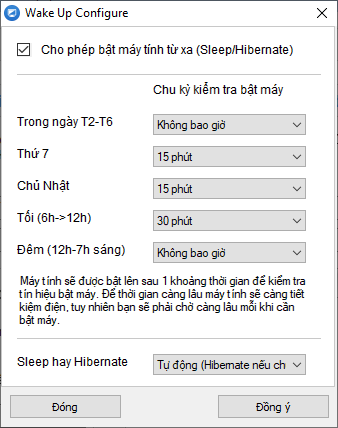 Wake Up Configure
Cho phép bật máy tính từ xa (Sleep/Hibernate)
Chu kỳ kiểm tra bật máy
Trong ngày T2-T6 Không bao giờ
Thứ 7 15 phút
Chủ Nhật 15 phút
Tối (6h->12h) 30 phút
Đêm (12h-7h sáng) Không bao giờ
Máy tính sẽ được bật lên sau 1 khoảng thời gian để kiểm tra
tín hiệu bật máy. Để thời gian càng lâu máy tính sẽ càng tiết
kiệm điện, tuy nhiên bạn sẽ phải chờ càng lâu mỗi khi cần
bật máy.
Sleep hay Hibernate Tự động (Hibernate nếu ch
Đóng Đồng ý